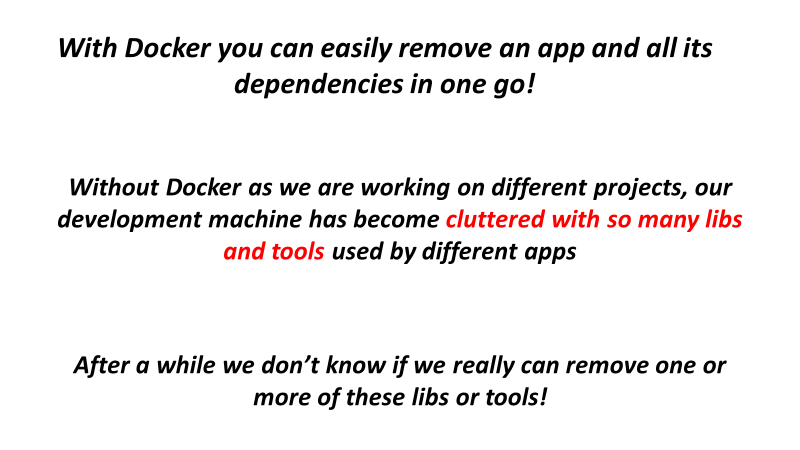 With Docker you can easily remove an app and all its
dependencies in one go!
Without Docker as we are working on different projects, our
development machine has become cluttered with so many libs
and tools used by different apps
After a while we don’t know if we really can remove one or
more of these libs or tools!